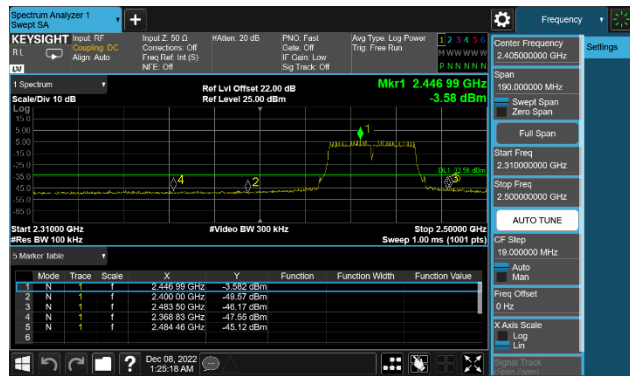 Spectrum Analyzer 1
Swept SA
Frequency
KEYSIGHT
RL
LXI
Input: RF
Coupling: DC
Align: Auto
Input Z: 50 Ω
Corrections: Off
Freq Ref: Int (S)
NFE: Off
#Atten: 20 dB
PNO: Fast
Gate: Off
IF Gain: Low
Sig Track: Off
Avg Type: Log-Power
Trig: Free Run
1 2 3 4 5 6
M W W W W W
P N N N N N
Center Frequency
2.405000000 GHz
Settings
Span
190.000000 MHz
Swept Span
Zero Span
Full Span
Start Freq
2.310000000 GHz
Stop Freq
2.500000000 GHz
AUTO TUNE
CF Step
19.000000 MHz
Auto
Man
Freq Offset
0 Hz
X Axis Scale
Log
Lin
Signal Track
(Span Zoom)
1 Spectrum
Scale/Div 10 dB
Log
Ref Lvl Offset 22.00 dB
Ref Level 25.00 dBm
Mkr1 2.446 99 GHz
-3.58 dBm
15.0
5.00
-5.00
-15.0
-25.0
-35.0
-45.0
-55.0
-65.0
1
2
4
DL1 -33.58 dBm
Start 2.31000 GHz
#Res BW 100 kHz
#Video BW 300 kHz
Stop 2.50000 GHz
Sweep 1.00 ms (1001 pts)
5 Marker Table
Mode Trace Scale X Y Function Function Width Function Value
1 N 1 f 2.446 99 GHz -3.582 dBm
2 N 1 f 2.400 00 GHz -49.57 dBm
3 N 1 f 2.483 50 GHz -46.17 dBm
4 N 1 f 2.368 83 GHz -47.55 dBm
5 N 1 f 2.484 46 GHz -45.12 dBm
6
?
Dec 08, 2022
1:25:18 AM